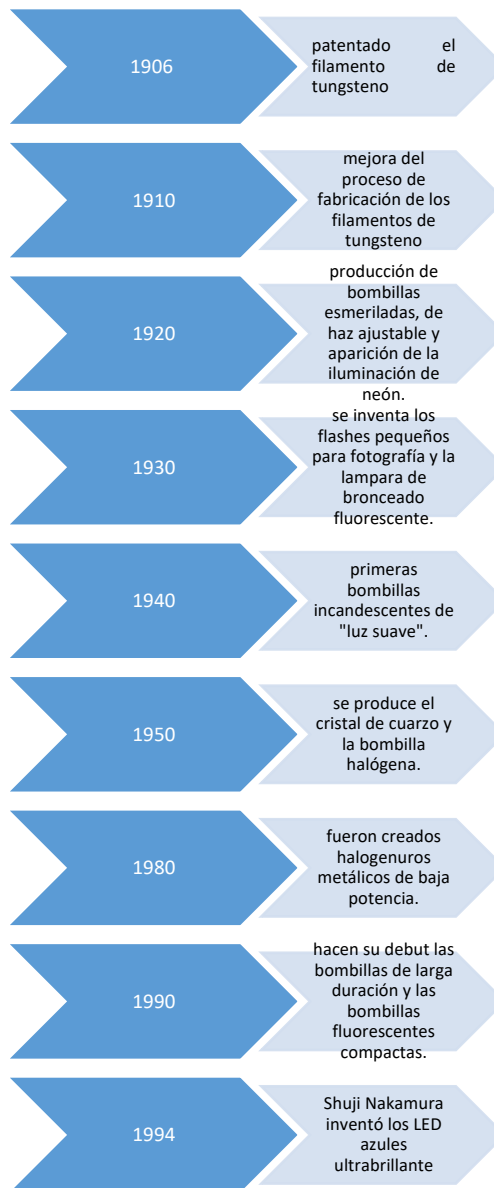 1906
patentado el
filamento de
tungsteno
1910
mejora del
proceso de
fabricación de los
filamentos de
tungsteno
1920
producción de
bombillas
esmeriladas, de
haz ajustable y
aparición de la
iluminación de
neón.
1930
se inventa los
flashes pequeños
para fotografía y la
lampara de
bronceado
fluorescente.
1940
primeras
bombillas
incandescentes de
"luz suave".
1950
se produce el
cristal de cuarzo y
la bombilla
halógena.
1980
fueron creados
halogenuros
metálicos de baja
potencia.
1990
hacen su debut las
bombillas de larga
duración y las
bombillas
fluorescentes
compactas.
1994
Shuji Nakamura
inventó los LED
azules
ultrabrillante